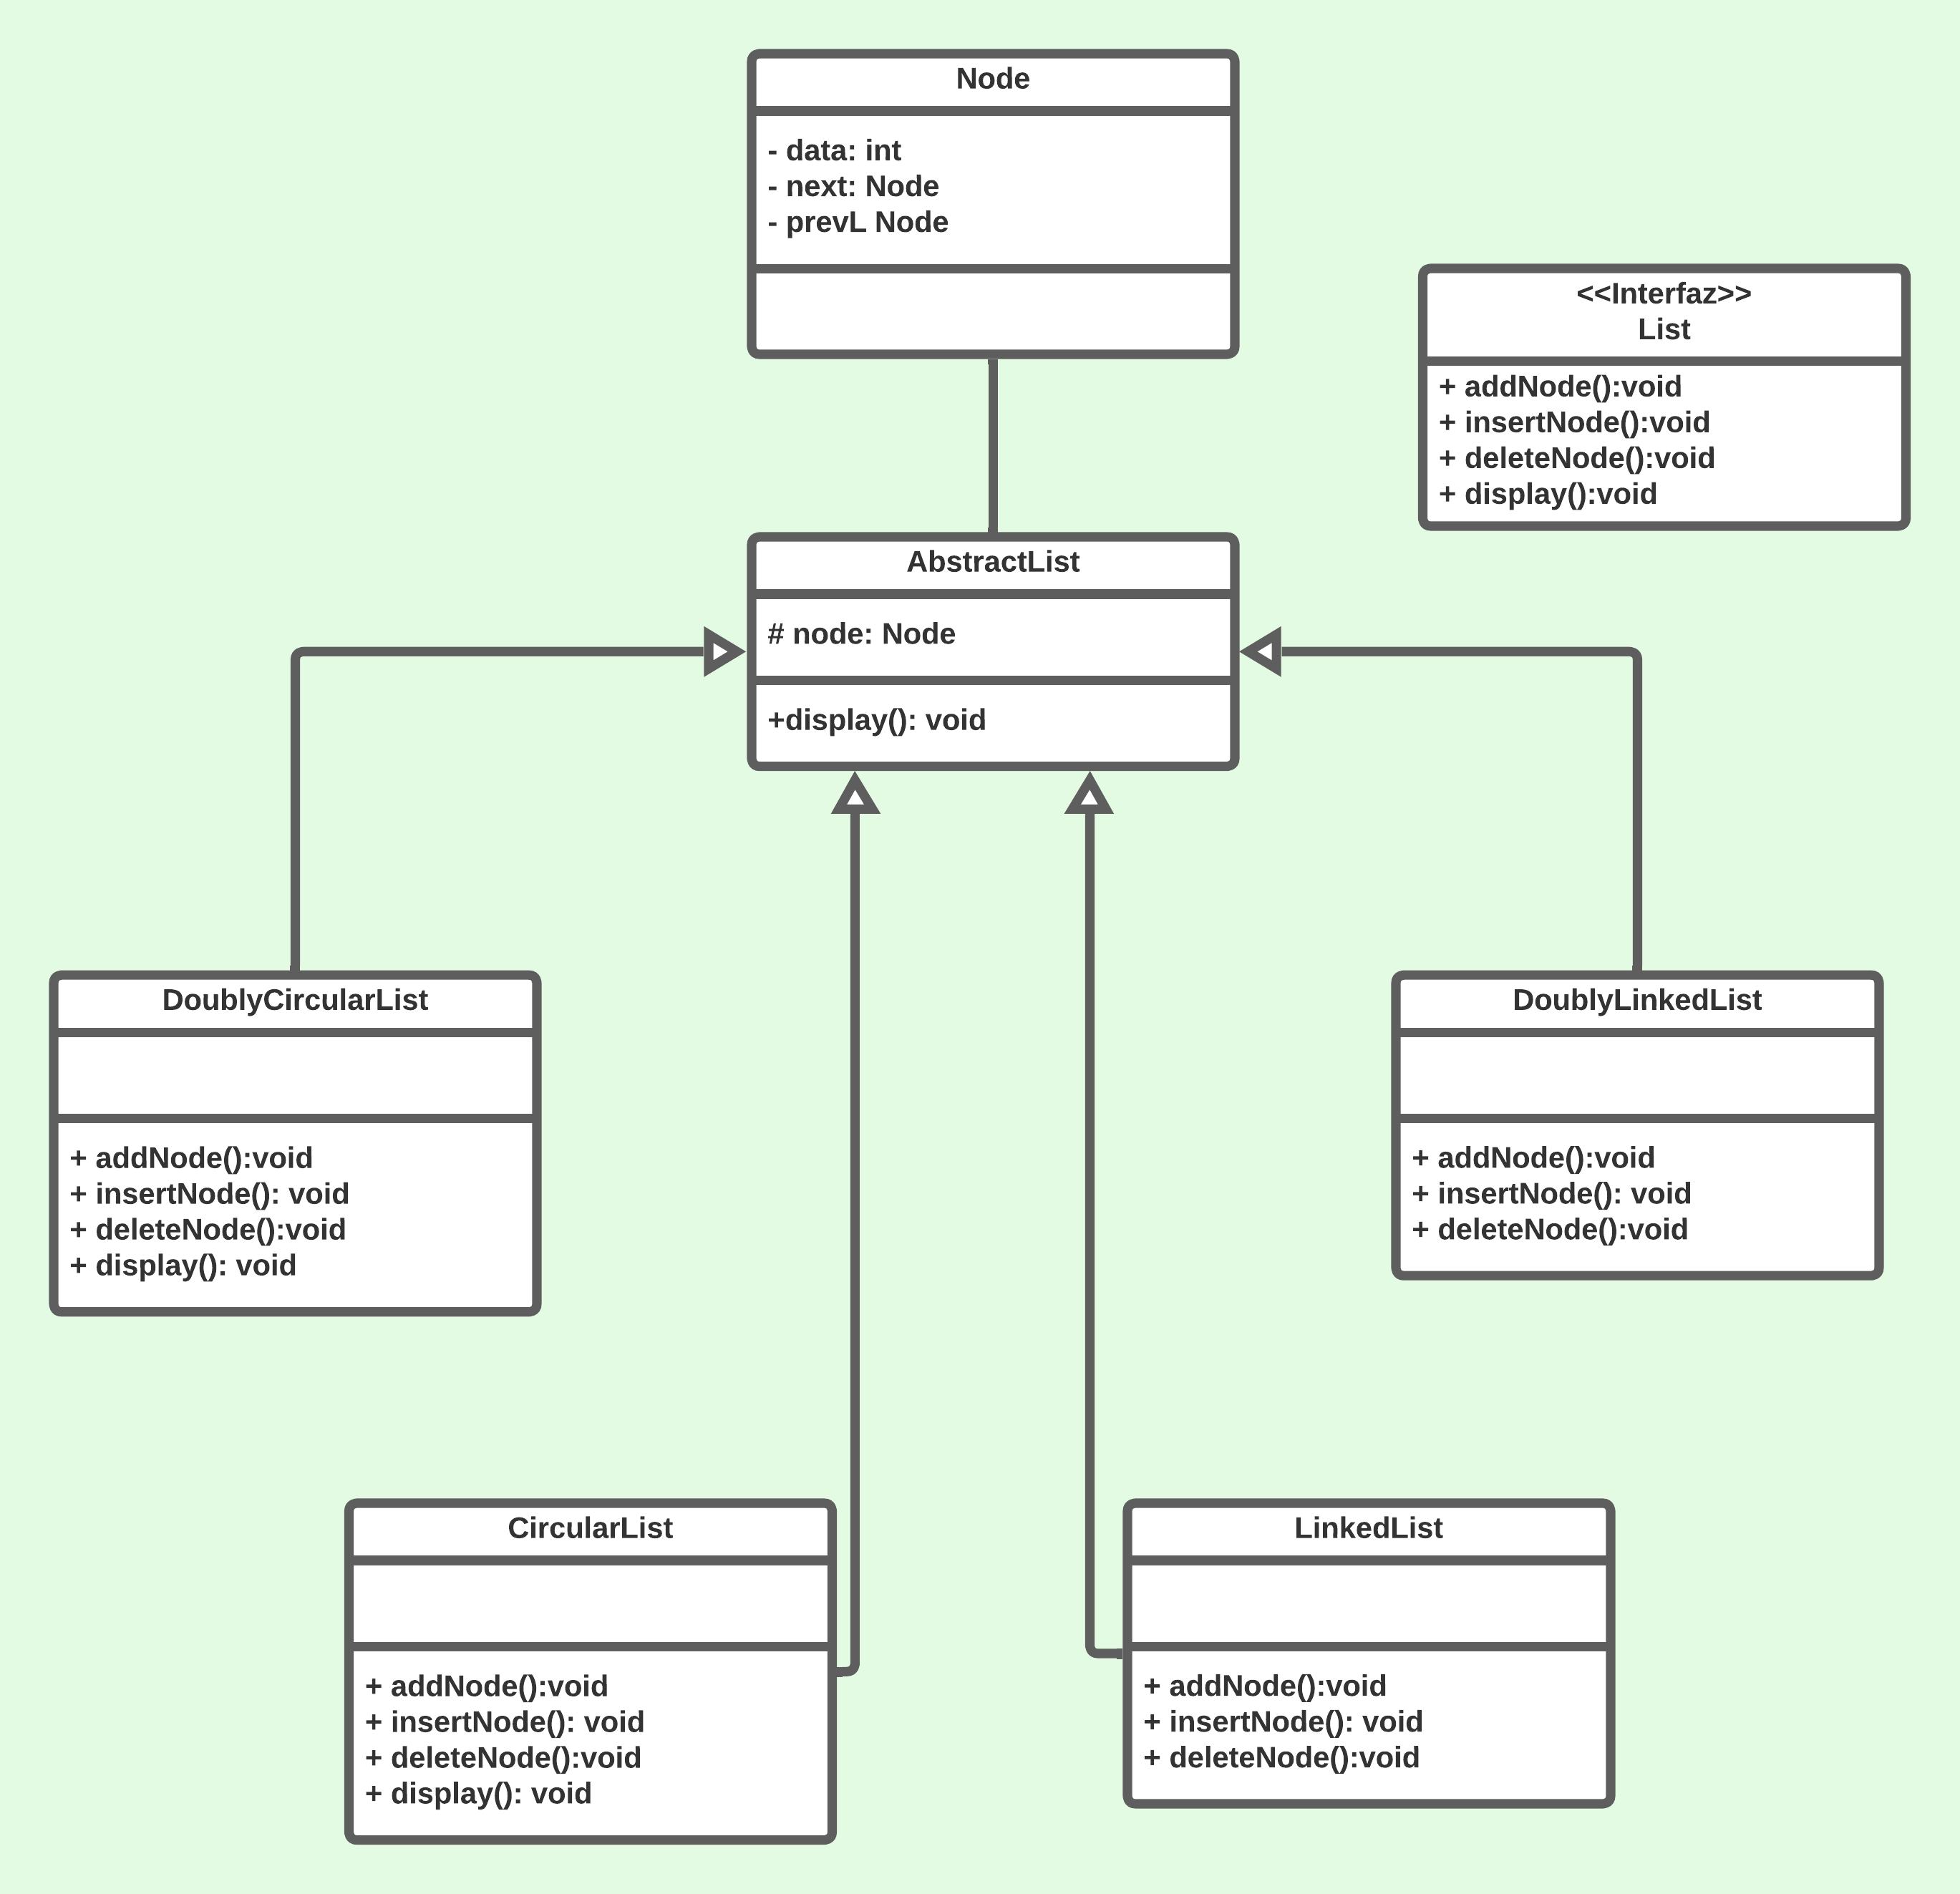 Node
- data: int
- next: Node
- prevL Node
<<Interfaz>>
List
+ addNode():void
+ insertNode():void
+ deleteNode():void
+ display():void
AbstractList
# node: Node
+display(): void
DoublyCircularList
+ addNode():void
+ insertNode(): void
+ deleteNode():void
+ display(): void
DoublyLinkedList
+ addNode():void
+ insertNode(): void
+ deleteNode():void
CircularList
+ addNode():void
+ insertNode(): void
+ deleteNode():void
+ display(): void
LinkedList
+ addNode():void
+ insertNode(): void
+ deleteNode():void